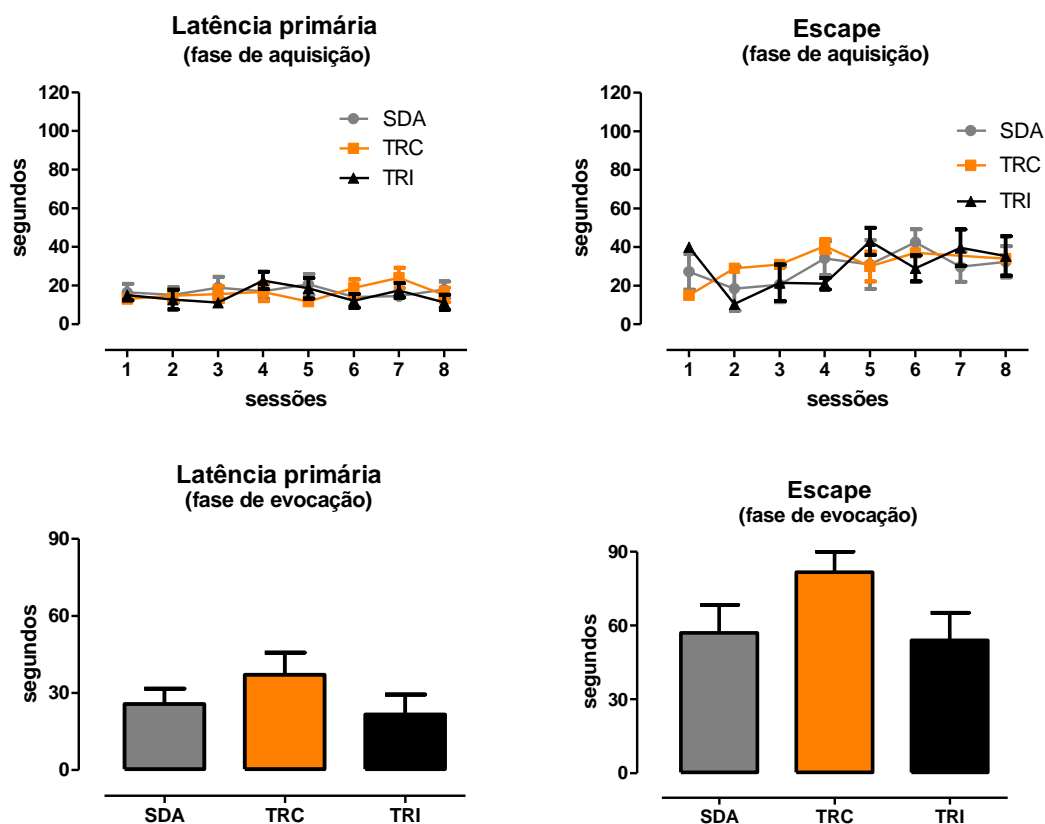 Latência primária
(fase de aquisição)
120
100
80
60
40
20
0
segundos
SDA
TRC
TRI
1 2 3 4 5 6 7 8
sessões
Escape
(fase de aquisição)
120
100
80
60
40
20
0
segundos
SDA
TRC
TRI
1 2 3 4 5 6 7 8
sessões
Latência primária
(fase de evocação)
90
60
30
0
segundos
SDA TRC TRI
Escape
(fase de evocação)
90
60
30
0
segundos
SDA TRC TRI